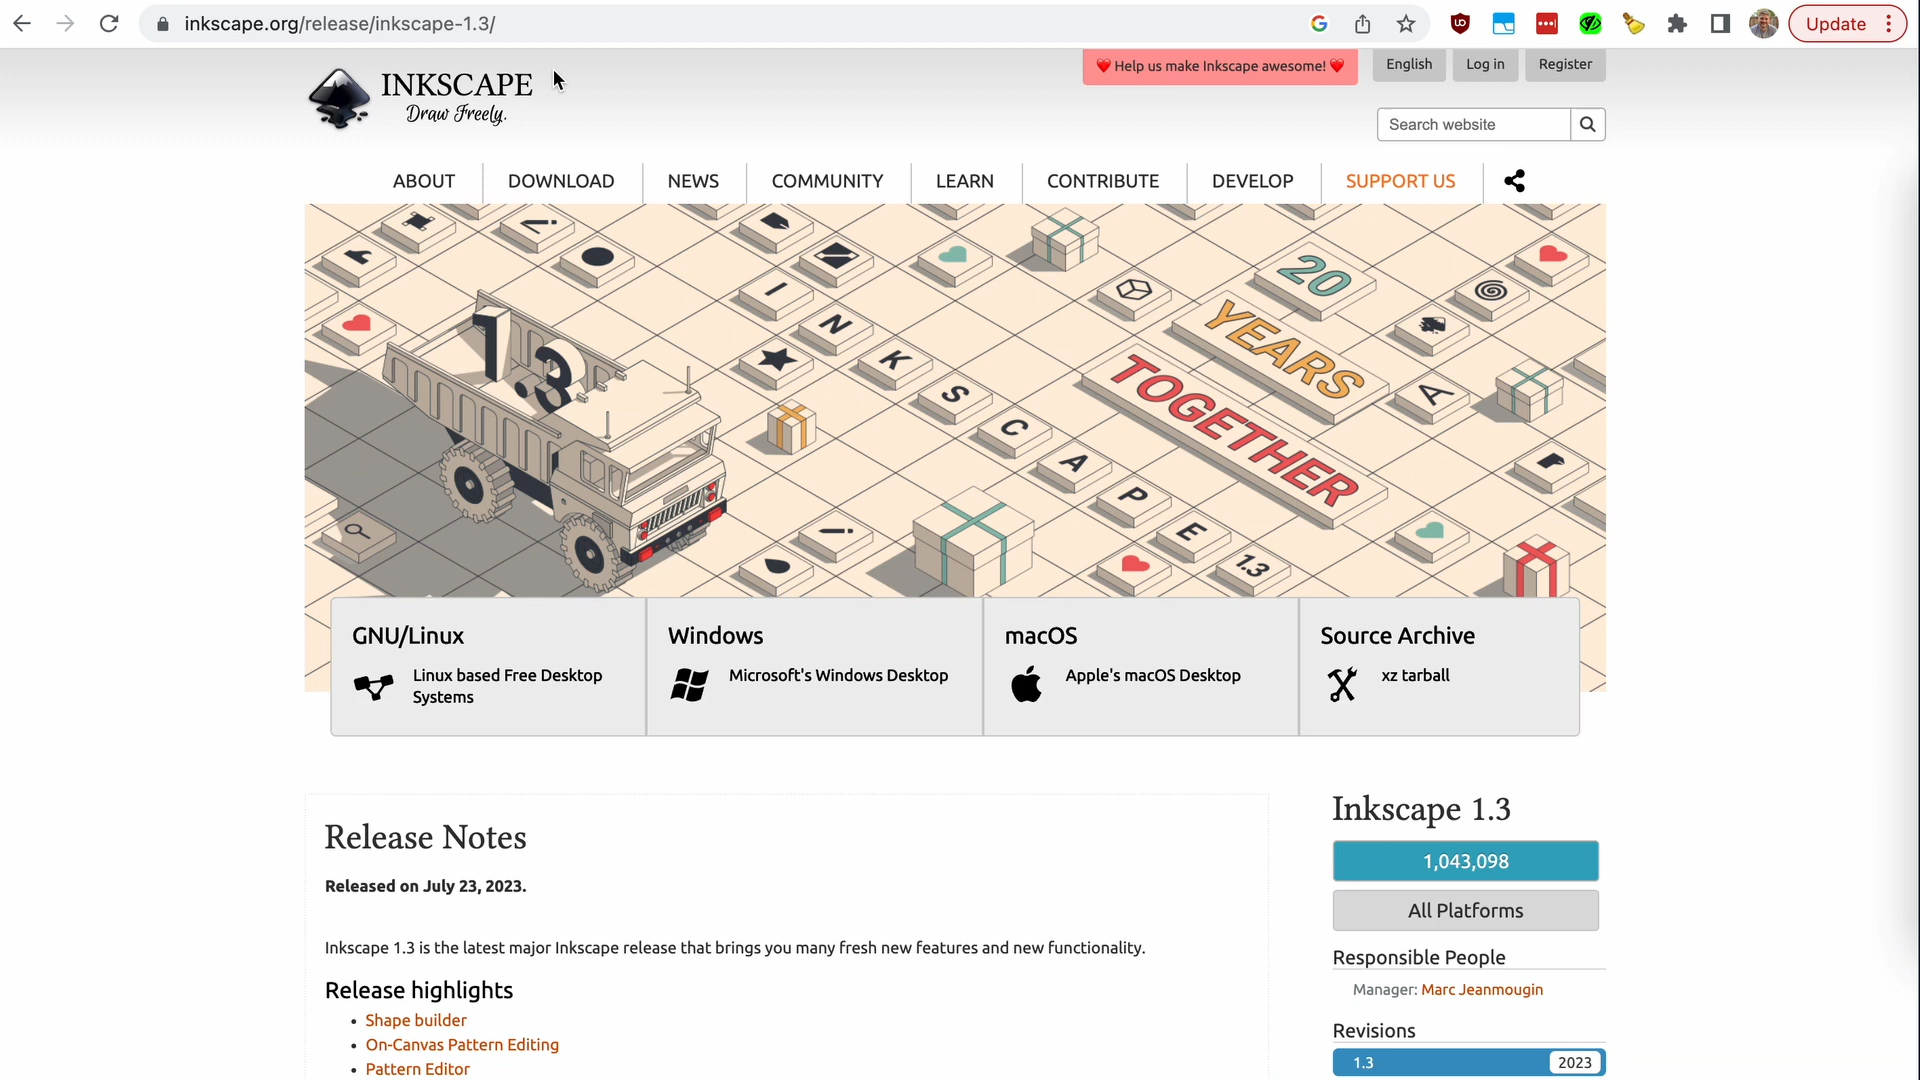 inkscape.org/release/inkscape-1.3/
Update
INKSCAPE
Draw Freely.
Help us make Inkscape awesome!
English
Log in
Register
Search website
ABOUT
DOWNLOAD
NEWS
COMMUNITY
LEARN
CONTRIBUTE
DEVELOP
SUPPORT US
1.3
INKSCAPE
1.3
20
YEARS
TOGETHER
A
GNU/Linux
Linux based Free Desktop
Systems
Windows
Microsoft's Windows Desktop
macOS
Apple's macOS Desktop
Source Archive
xz tarball
Release Notes
Released on July 23, 2023.
Inkscape 1.3 is the latest major Inkscape release that brings you many fresh new features and new functionality.
Release highlights
Shape builder
On-Canvas Pattern Editing
Pattern Editor
Inkscape 1.3
1,043,098
All Platforms
Responsible People
Manager: Marc Jeanmougin
Revisions
1.3
2023